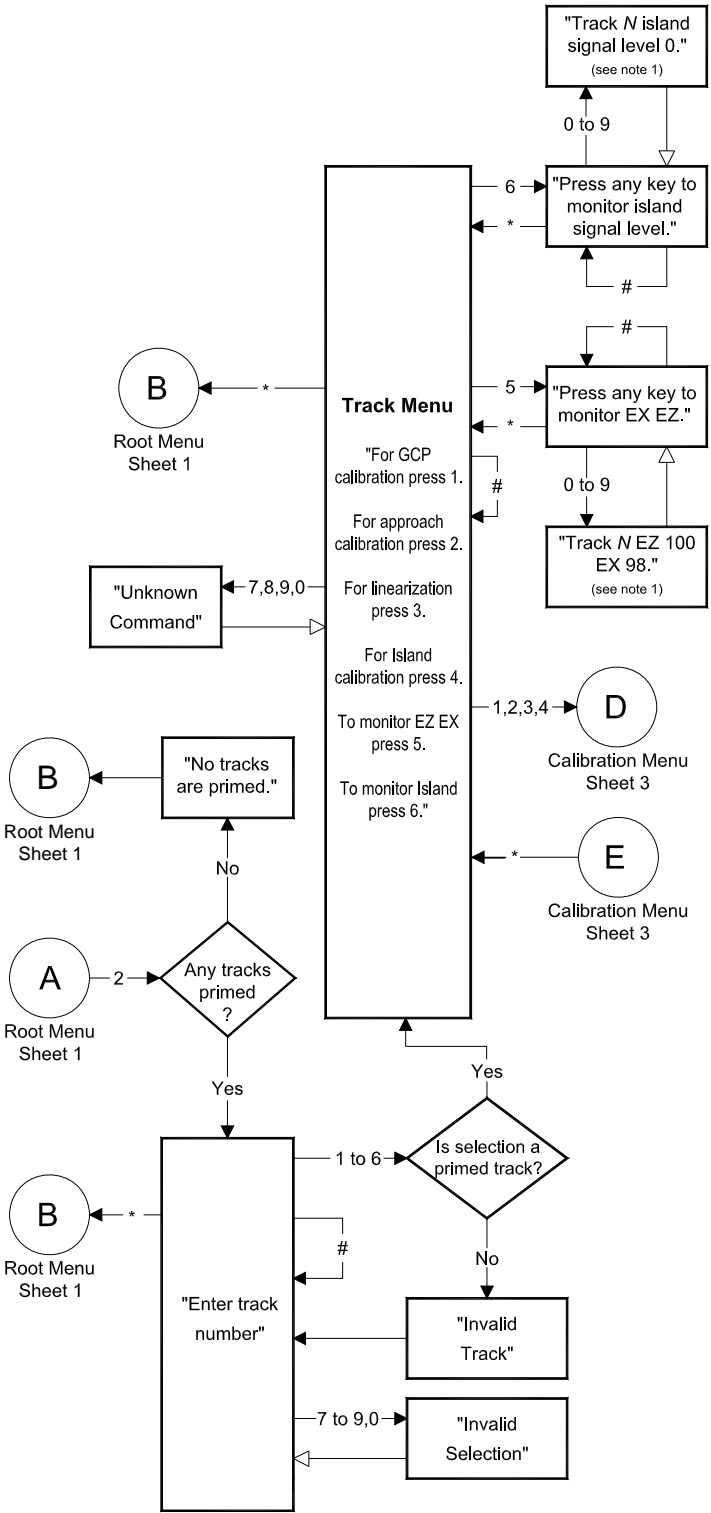 "Track N island
signal level 0."
(see note 1)
0 to 9
"Press any key to
monitor island
signal level."
6
*
#
#
"Press any key to
monitor EX EZ."
5
*
0 to 9
"Track N EZ 100
EX 98."
(see note 1)
B
Root Menu
Sheet 1
*
Track Menu
"For GCP
calibration press 1.
For approach
calibration press 2.
For linearization
press 3.
For Island
calibration press 4.
To monitor EZ EX
press 5.
To monitor Island
press 6."
#
"Unknown
Command"
7,8,9,0
1,2,3,4
D
Calibration Menu
Sheet 3
*
E
Calibration Menu
Sheet 3
B
Root Menu
Sheet 1
"No tracks
are primed."
No
A
Root Menu
Sheet 1
2
Any tracks
primed
?
Yes
Yes
Is selection a
primed track?
1 to 6
No
B
Root Menu
Sheet 1
*
#
"Enter track
number"
"Invalid
Track"
7 to 9,0
"Invalid
Selection"